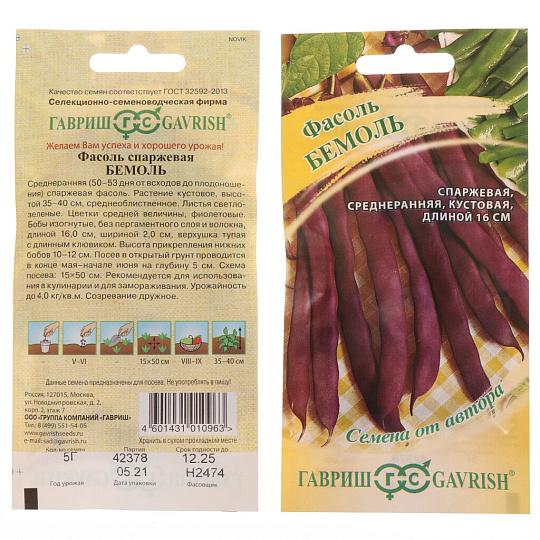 NOVIK
Качество семян соответствует ГОСТ 32592-2013
Селекционно-семеноводческая фирма
ГАВРИШ GAVRISH®
Желаем Вам успеха и хорошего урожая!
Фасоль спаржевая
БЕМОЛЬ
Среднеранняя (50–53 дня от всходов до плодоноше-
ния) спаржевая фасоль. Растение кустовое, высо-
той 35–40 см, среднеоблиственное. Листья светло-
зеленые. Цветки средней величины, фиолетовые.
Бобы изогнутые, без пергаментного слоя и волокна,
длиной 16,0 см, шириной 2,0 см, верхушка тупая
с длинным клювиком. Высота прикрепления нижних
бобов 10–12 см. Посев в открытый грунт проводится
в конце мая–начале июня на глубину 5 см. Схема
посева: 15×50 см. Рекомендуется для использова-
ния в кулинарии и для замораживания. Урожайность
до 4,0 кг/кв.м. Созревание дружное.
– V–VI – 15×50 см VIII–IX 35–40 см
Данные семена предназначены для посева. Не употреблять в пищу!
Россия, 127015, Москва,
ул. Новодмитровская, д. 2,
корп. 2, этаж 7
ООО «ГРУППА КОМПАНИЙ «ГАВРИШ»
Тел.: 8 (499) 551-54-05
www.gavrishseeds.ru
e-mail: sad@gavrish.ru
4 601431 010963
Хранить в сухом прохладном месте
Кол-во семян Партия Срок годности до
5Г 42378 12.25
05.21 Н2474
Год урожая Дата упаковки Фасовщик
Фасоль
БЕМОЛЬ
СПАРЖЕВАЯ,
СРЕДНЕРАННЯЯ, КУСТОВАЯ,
ДЛИНОЙ 16 СМ
Семена от автора
ГАВРИШ GAVRISH®